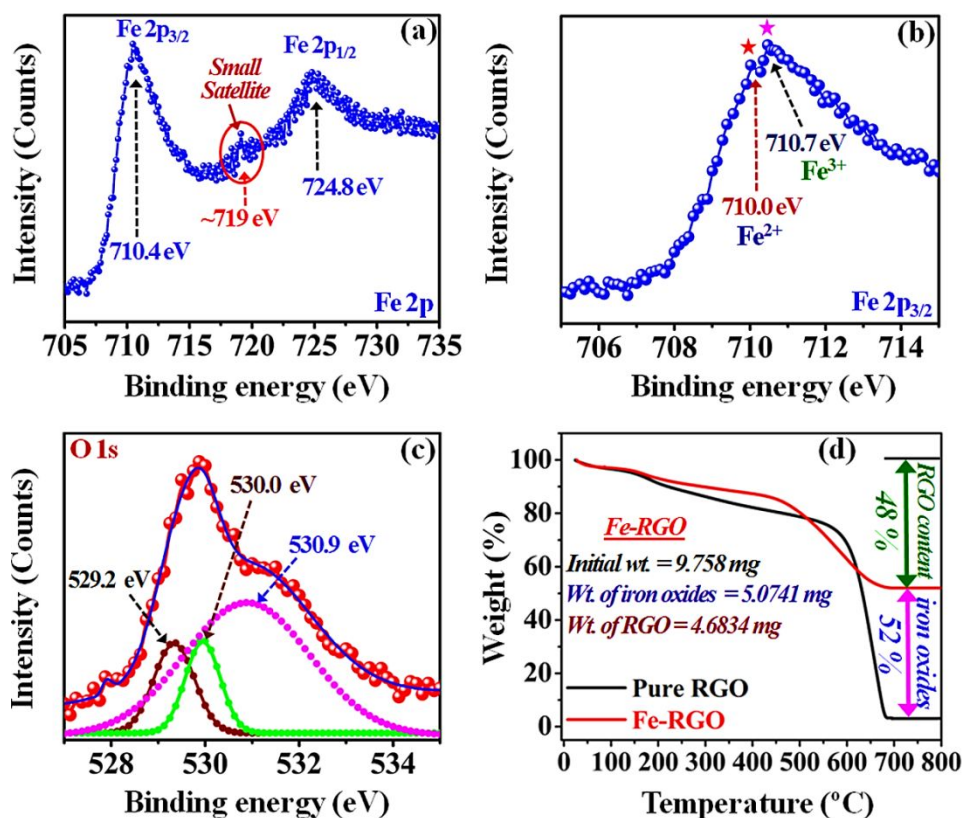 (a)
Fe 2p3/2
Fe 2p1/2
Small
Satellite
~719 eV
710.4 eV
724.8 eV
Fe 2p
Intensity (Counts)
705 710 715 720 725 730 735
Binding energy (eV)
(b)
710.7 eV
Fe3+
710.0 eV
Fe2+
Fe 2p3/2
Intensity (Counts)
706 708 710 712 714
Binding energy (eV)
O 1s
(c)
530.0 eV
530.9 eV
529.2 eV
Intensity (Counts)
528 530 532 534
Binding energy (eV)
(d)
100
80
60
40
20
0
Weight (%)
Fe-RGO
Initial wt. = 9.758 mg
Wt. of iron oxides = 5.0741 mg
Wt. of RGO = 4.6834 mg
Pure RGO
Fe-RGO
RGO content
48 %
iron oxides
52 %
0 100 200 300 400 500 600 700 800
Temperature (ºC)